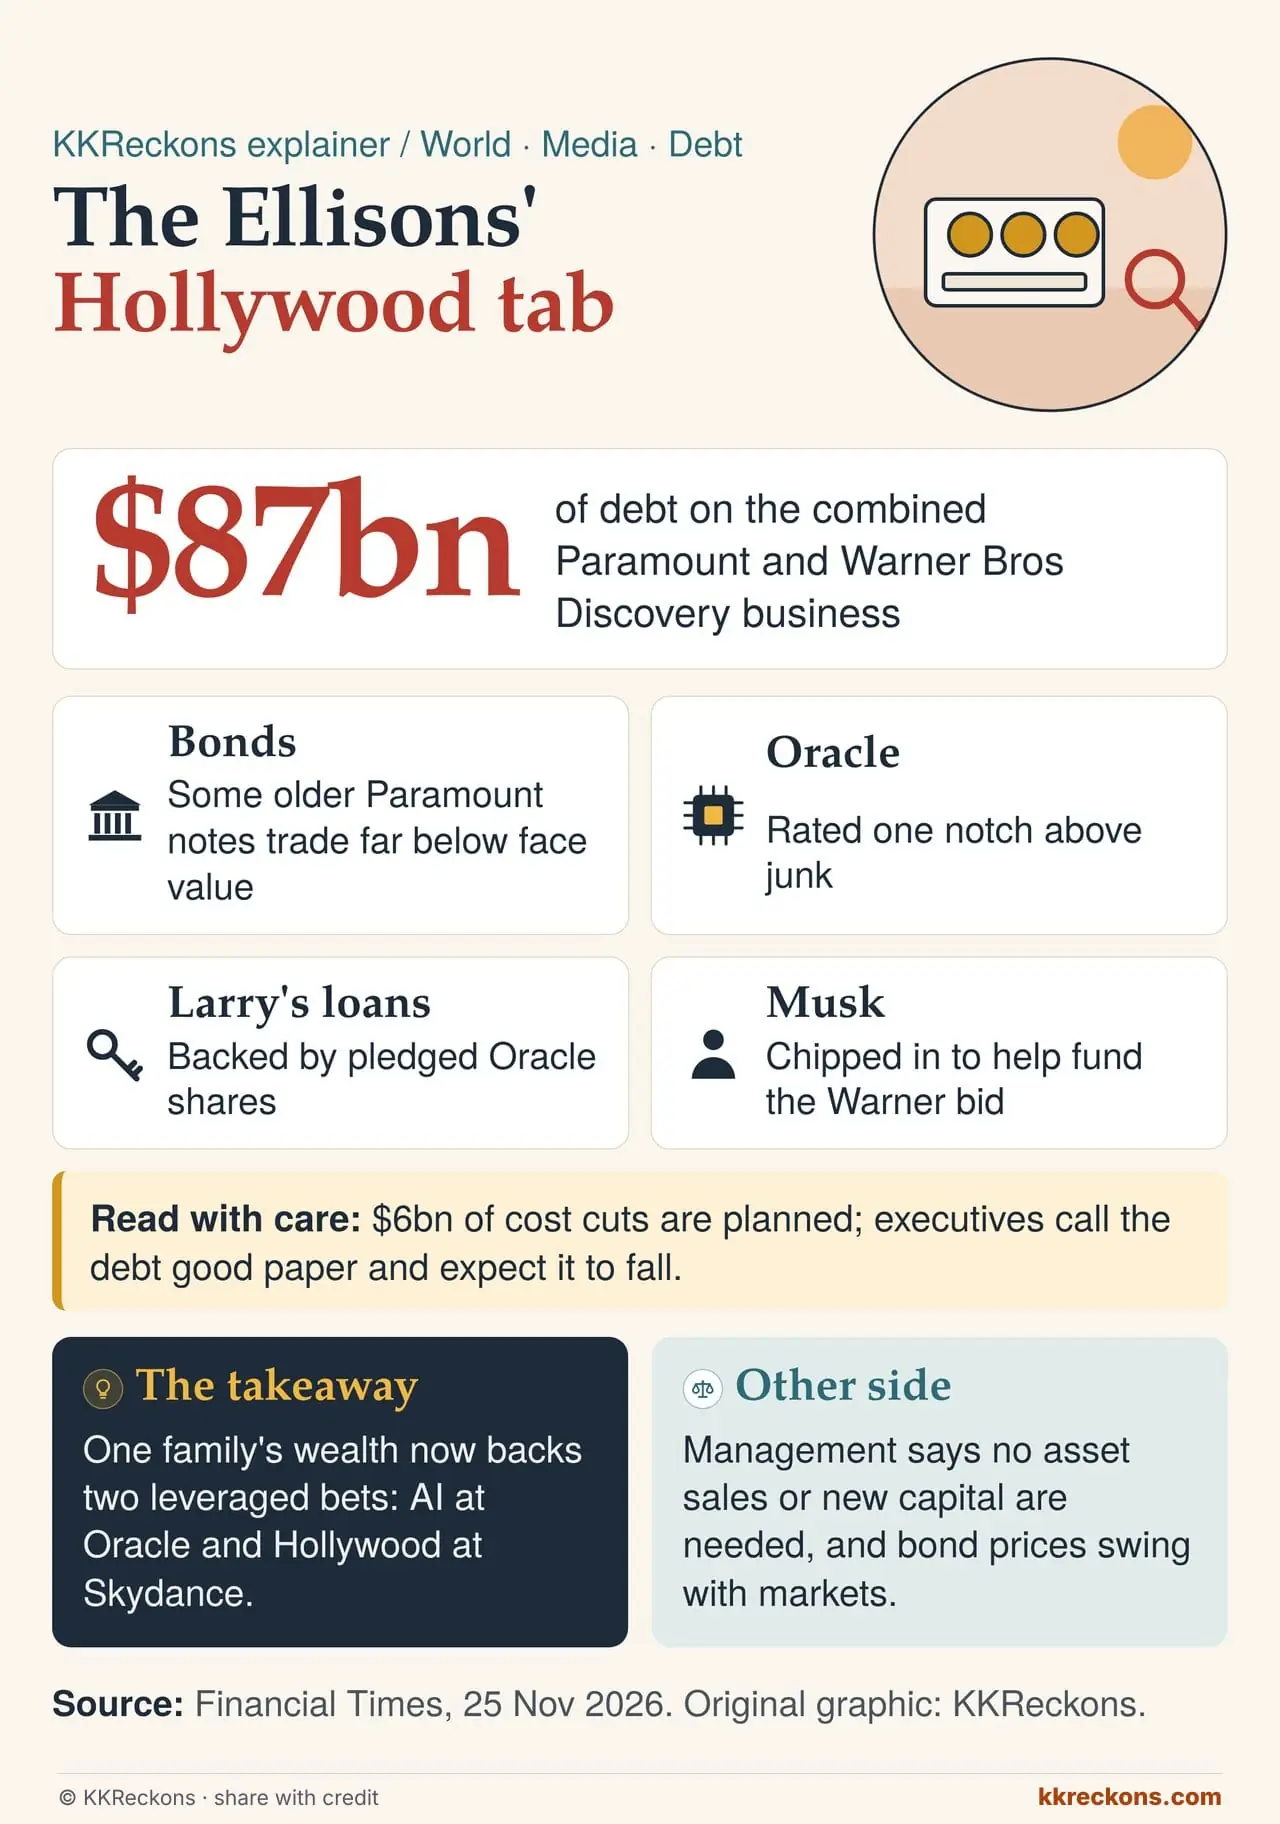 KKReckons explainer / World · Media · Debt
The Ellisons'
Hollywood tab
$87bn
of debt on the combined
Paramount and Warner Bros
Discovery business
Bonds
Some older Paramount
notes trade far below face
value
Oracle
Rated one notch above
junk
Larry's loans
Backed by pledged Oracle
shares
Musk
Chipped in to help fund
the Warner bid
Read with care: $6bn of cost cuts are planned; executives call the
debt good paper and expect it to fall.
The takeaway
One family's wealth now backs
two leveraged bets: AI at
Oracle and Hollywood at
Skydance.
Other side
Management says no asset
sales or new capital are
needed, and bond prices swing
with markets.
Source: Financial Times, 25 Nov 2026. Original graphic: KKReckons.
© KKReckons · share with credit
kkreckons.com